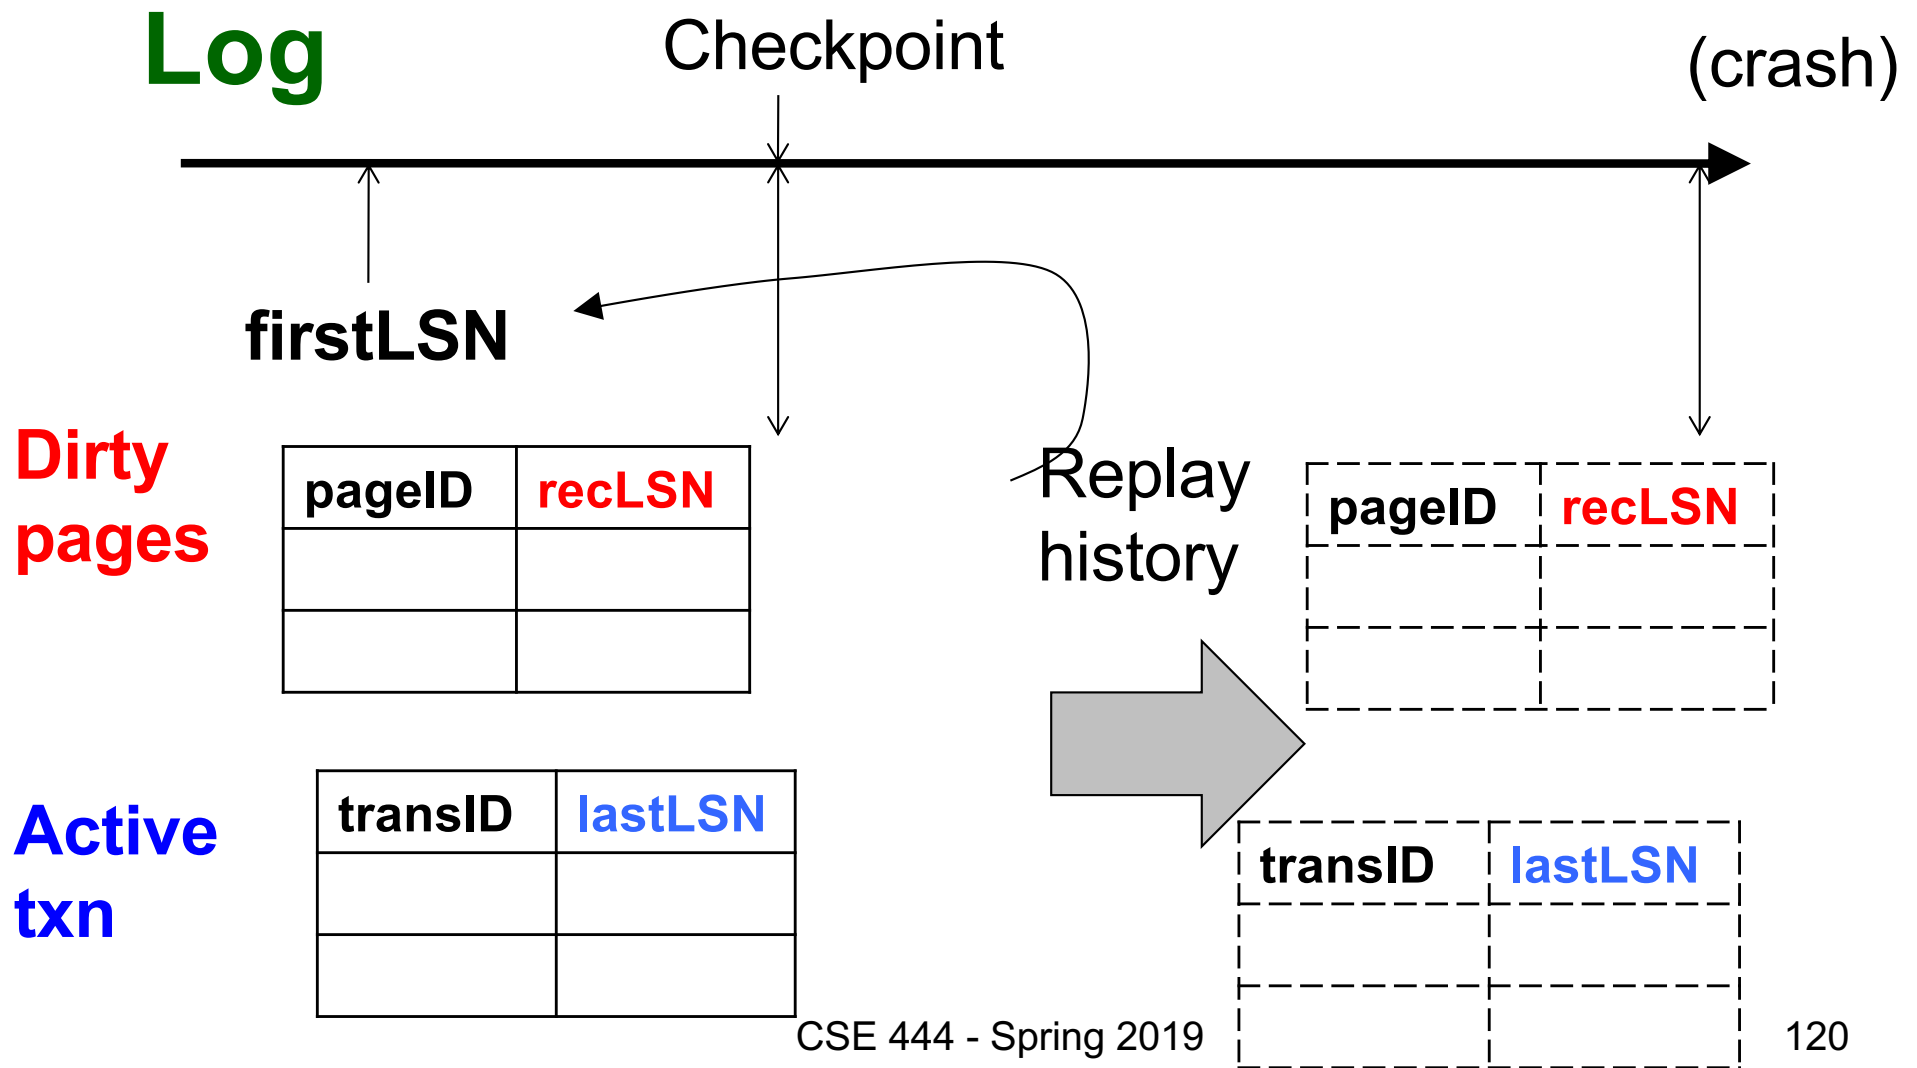 Log
Checkpoint
(crash)
firstLSN
Dirty
pages
pageID recLSN
Replay
history
pageID recLSN
Active
txn
transID lastLSN
transID lastLSN
CSE 444 - Spring 2019
120